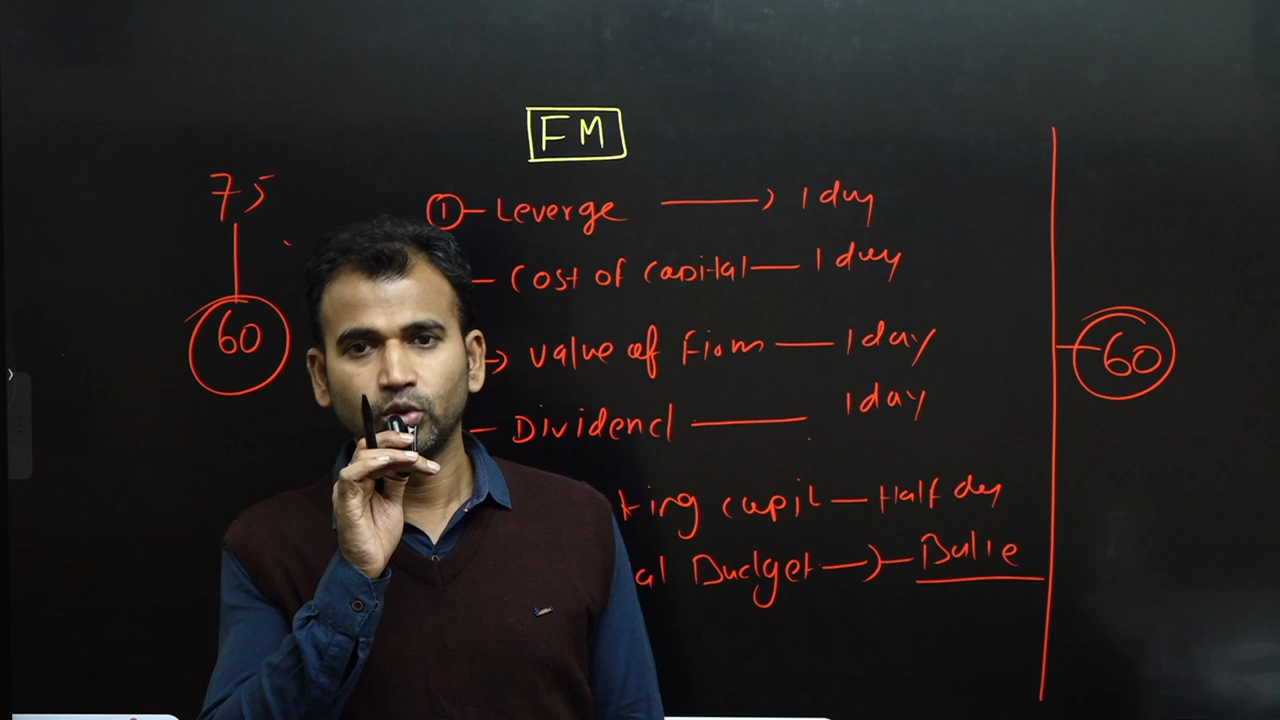 FM
75
60
① Leverge → 1 day
Cost of capital — 1 day
→ Value of Firm — 1 day
Dividend — 1 day
king capil — Half day
al Budget →
60